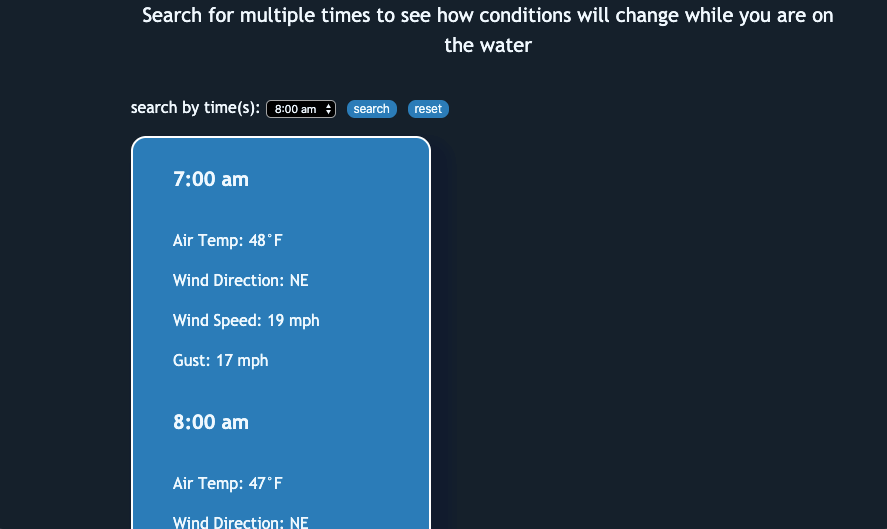 Search for multiple times to see how conditions will change while you are on
the water
search by time(s): 8:00 am search reset
7:00 am
Air Temp: 48°F
Wind Direction: NE
Wind Speed: 19 mph
Gust: 17 mph
8:00 am
Air Temp: 47°F
Wind Direction: NE